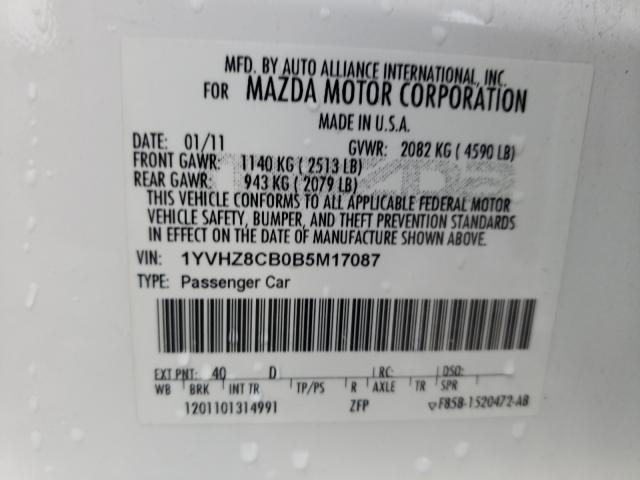 MFD. BY AUTO ALLIANCE INTERNATIONAL, INC.
FOR MAZDA MOTOR CORPORATION
MADE IN U.S.A.
DATE: 01/11 GVWR: 2082 KG ( 4590 LB)
FRONT GAWR: 1140 KG ( 2513 LB)
REAR GAWR: 943 KG ( 2079 LB)
THIS VEHICLE CONFORMS TO ALL APPLICABLE FEDERAL MOTOR
VEHICLE SAFETY, BUMPER, AND THEFT PREVENTION STANDARDS
IN EFFECT ON THE DATE OF MANUFACTURE SHOWN ABOVE.
VIN: 1YVHZ8CB0B5M17087
TYPE: Passenger Car
EXT PNT: 40 D RC: DSO:
WB BRK INT TR TP/PS R AXLE TR SPR
1201101314991 ZFP ▽F85B-1520472-AB